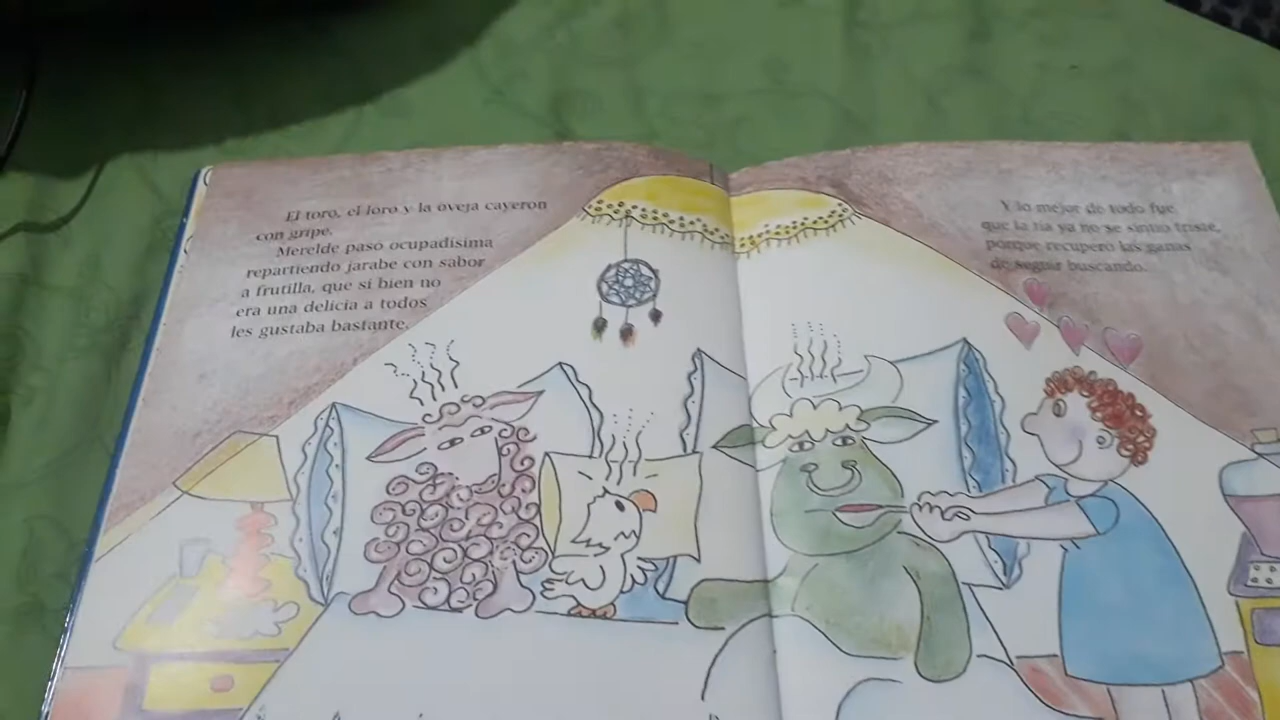 El toro, el loro y la oveja cayeron
con gripe.
Merelde pasó ocupadísima
repartiendo jarabe con sabor
a frutilla, que si bien no
era una delicia a todos
les gustaba bastante.
Y lo mejor de todo fue
que la ría ya no se sintió triste,
porque recuperó las ganas
de seguir buscando.